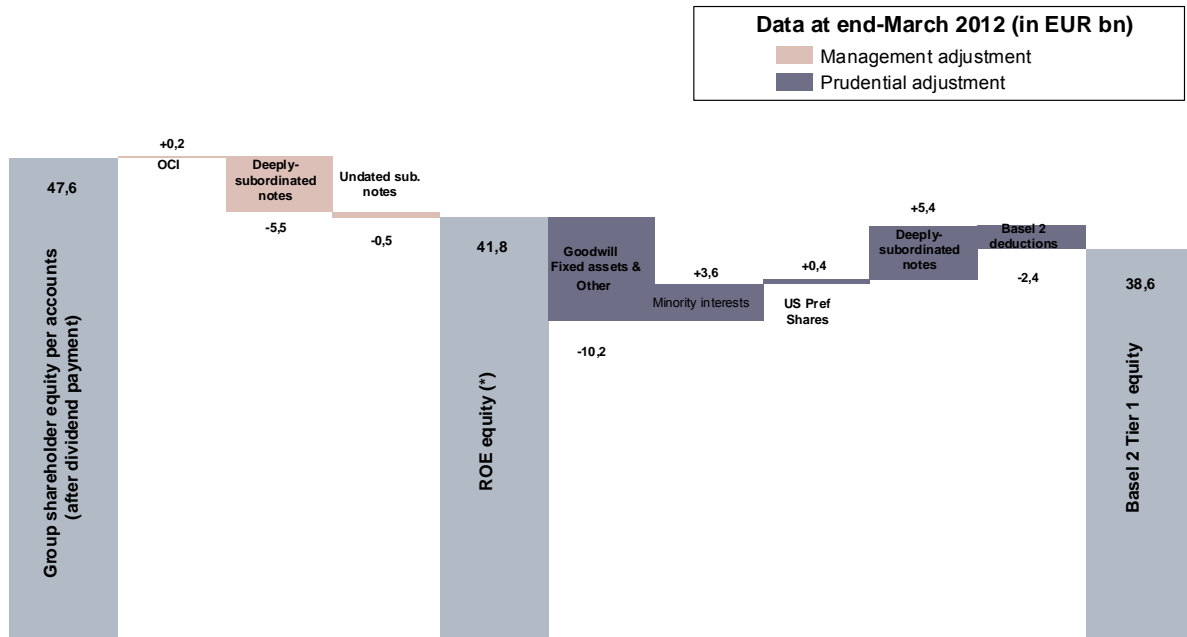 Data at end-March 2012 (in EUR bn)
Management adjustment
Prudential adjustment
47,6
Group shareholder equity per accounts
(after dividend payment)
+0,2
OCI
Deeply-
subordinated
notes
-5,5
Undated sub.
notes
-0,5
41,8
ROE equity (*)
Goodwill
Fixed assets &
Other
-10,2
+3,6
Minority interests
+0,4
US Pref
Shares
+5,4
Deeply-
subordinated
notes
Basel 2
deductions
-2,4
38,6
Basel 2 Tier 1 equity